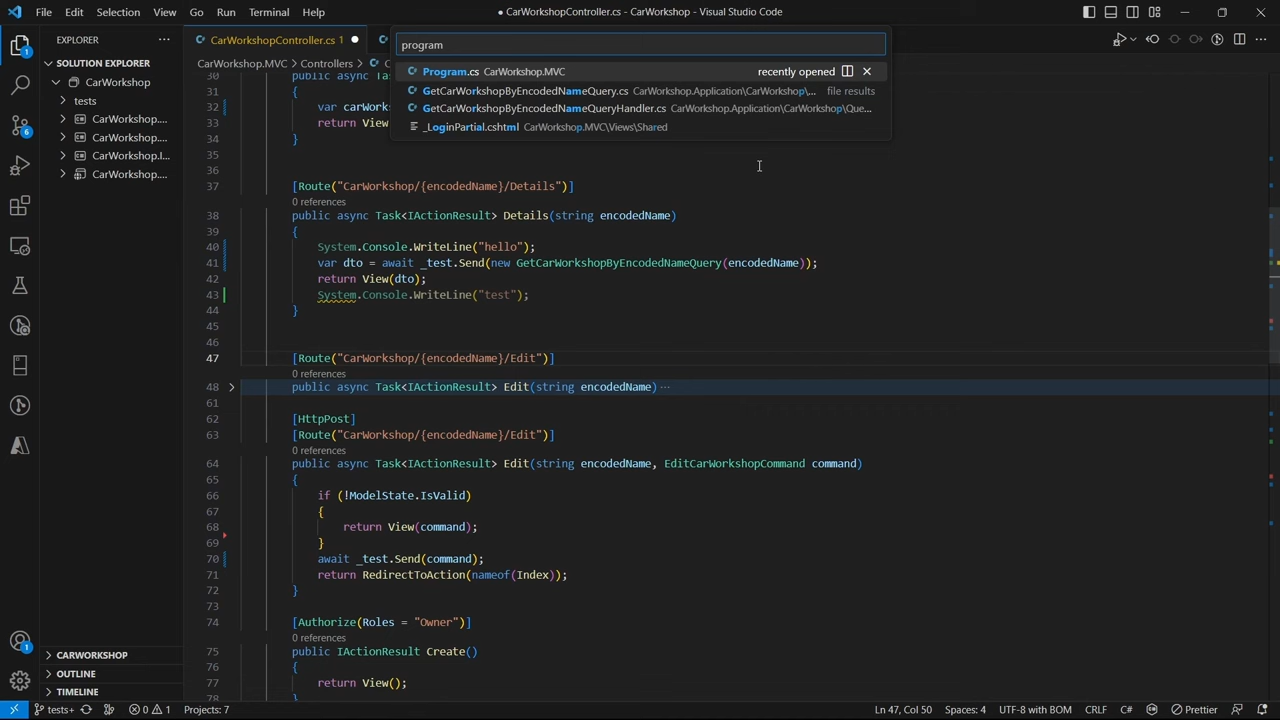 File Edit Selection View Go Run Terminal Help
CarWorkshopController.cs - CarWorkshop - Visual Studio Code
EXPLORER
CarWorkshopController.cs
program
SOLUTION EXPLORER
CarWorkshop.MVC > Controllers >
Program.cs CarWorkshop.MVC recently opened
CarWorkshop
GetCarWorkshopByEncodedNameQuery.cs CarWorkshop.Application\CarWorkshop\... file results
tests
GetCarWorkshopByEncodedNameQueryHandler.cs CarWorkshop.Application\CarWorkshop\Que...
CarWorkshop....
_LoginPartial.cshtml CarWorkshop.MVC\Views\Shared
CarWorkshop....
CarWorkshop.I...
CarWorkshop....
1
6
30 public async Ta
31 {
32 var carWorks
33 return View
34 }
35
36
37 [Route("CarWorkshop/{encodedName}/Details")]
0 references
38 public async Task<IActionResult> Details(string encodedName)
39 {
40 System.Console.WriteLine("hello");
41 var dto = await _test.Send(new GetCarWorkshopByEncodedNameQuery(encodedName));
42 return View(dto);
43 System.Console.WriteLine("test");
44 }
45
46
47 [Route("CarWorkshop/{encodedName}/Edit")]
0 references
48 public async Task<IActionResult> Edit(string encodedName) ...
61
62 [HttpPost]
63 [Route("CarWorkshop/{encodedName}/Edit")]
0 references
64 public async Task<IActionResult> Edit(string encodedName, EditCarWorkshopCommand command)
65 {
66 if (!ModelState.IsValid)
67 {
68 return View(command);
69 }
70 await _test.Send(command);
71 return RedirectToAction(nameof(Index));
72 }
73
74 [Authorize(Roles = "Owner")]
0 references
75 public IActionResult Create()
76 {
77 return View();
78 }
1
CARWORKSHOP
OUTLINE
TIMELINE
tests+ 0 1 Projects: 7 Ln 47, Col 50 Spaces: 4 UTF-8 with BOM CRLF C# Prettier